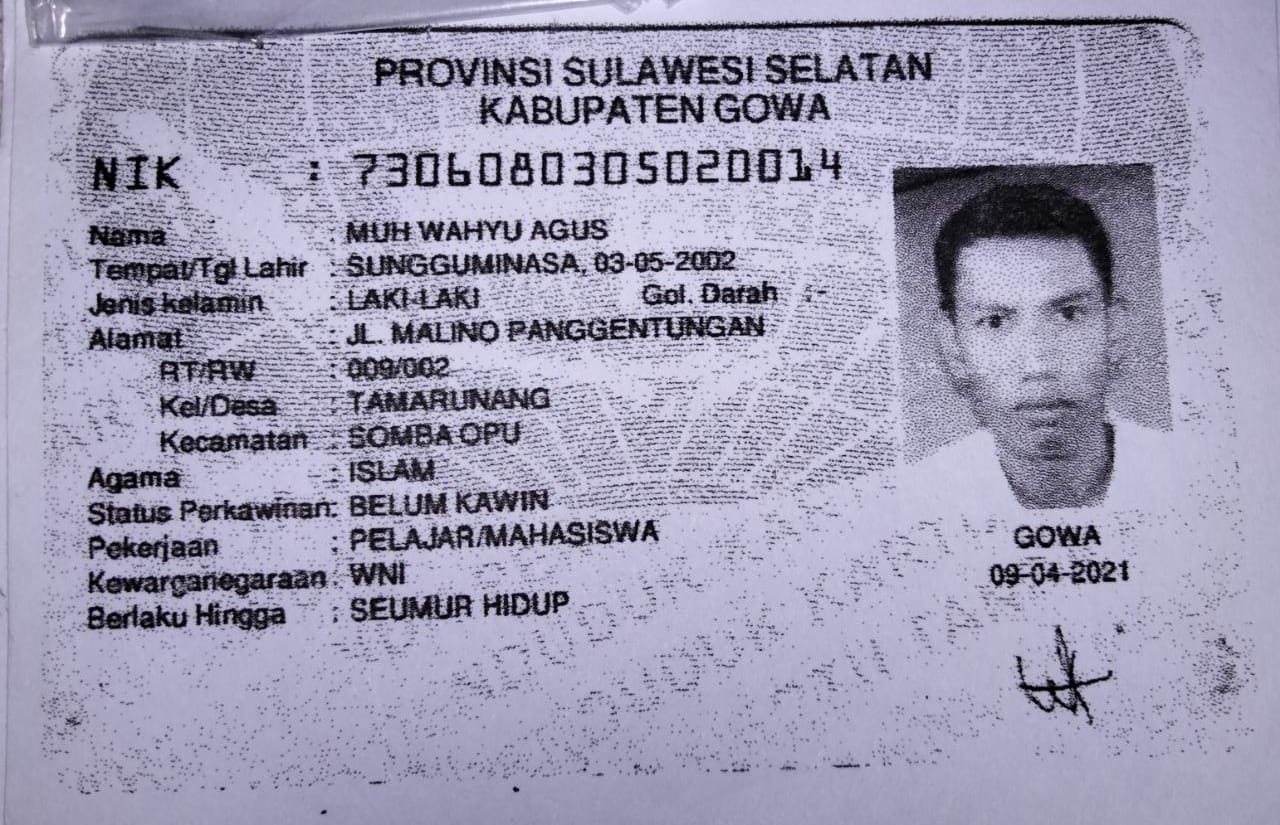 PROVINSI SULAWESI SELATAN
KABUPATEN GOWA
NIK : 7306080305020014
Nama : MUH WAHYU AGUS
Tempat/Tgl Lahir : SUNGGUMINASA, 03-05-2002
Jenis kelamin : LAKI-LAKI Gol. Darah : -
Alamat : JL. MALINO PANGGENTUNGAN
RT/RW : 009/002
Kel/Desa : TAMARUNANG
Kecamatan : SOMBA OPU
Agama : ISLAM
Status Perkawinan: BELUM KAWIN
Pekerjaan : PELAJAR/MAHASISWA
Kewarganegaraan : WNI
Berlaku Hingga : SEUMUR HIDUP
GOWA
09-04-2021